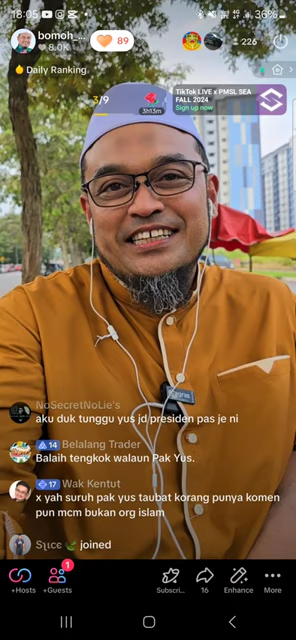 18:05
36%
bomoh_...
8.0K
89
226
Daily Ranking
3/9
3h13m
TikTok LIVE x PMSL SEA
FALL 2024
Sign up now
NoSecretNoLie's
aku duk tunggu yus jd presiden pas je ni
14 Belalang Trader
Balaih tengkok walaun Pak Yus.
17 Wak Kentut
x yah suruh pak yus taubat korang punya komen
pun mcm bukan org islam
Sʅιƈҽ joined
1
+Hosts
+Guests
Subscri...
16
Enhance
More